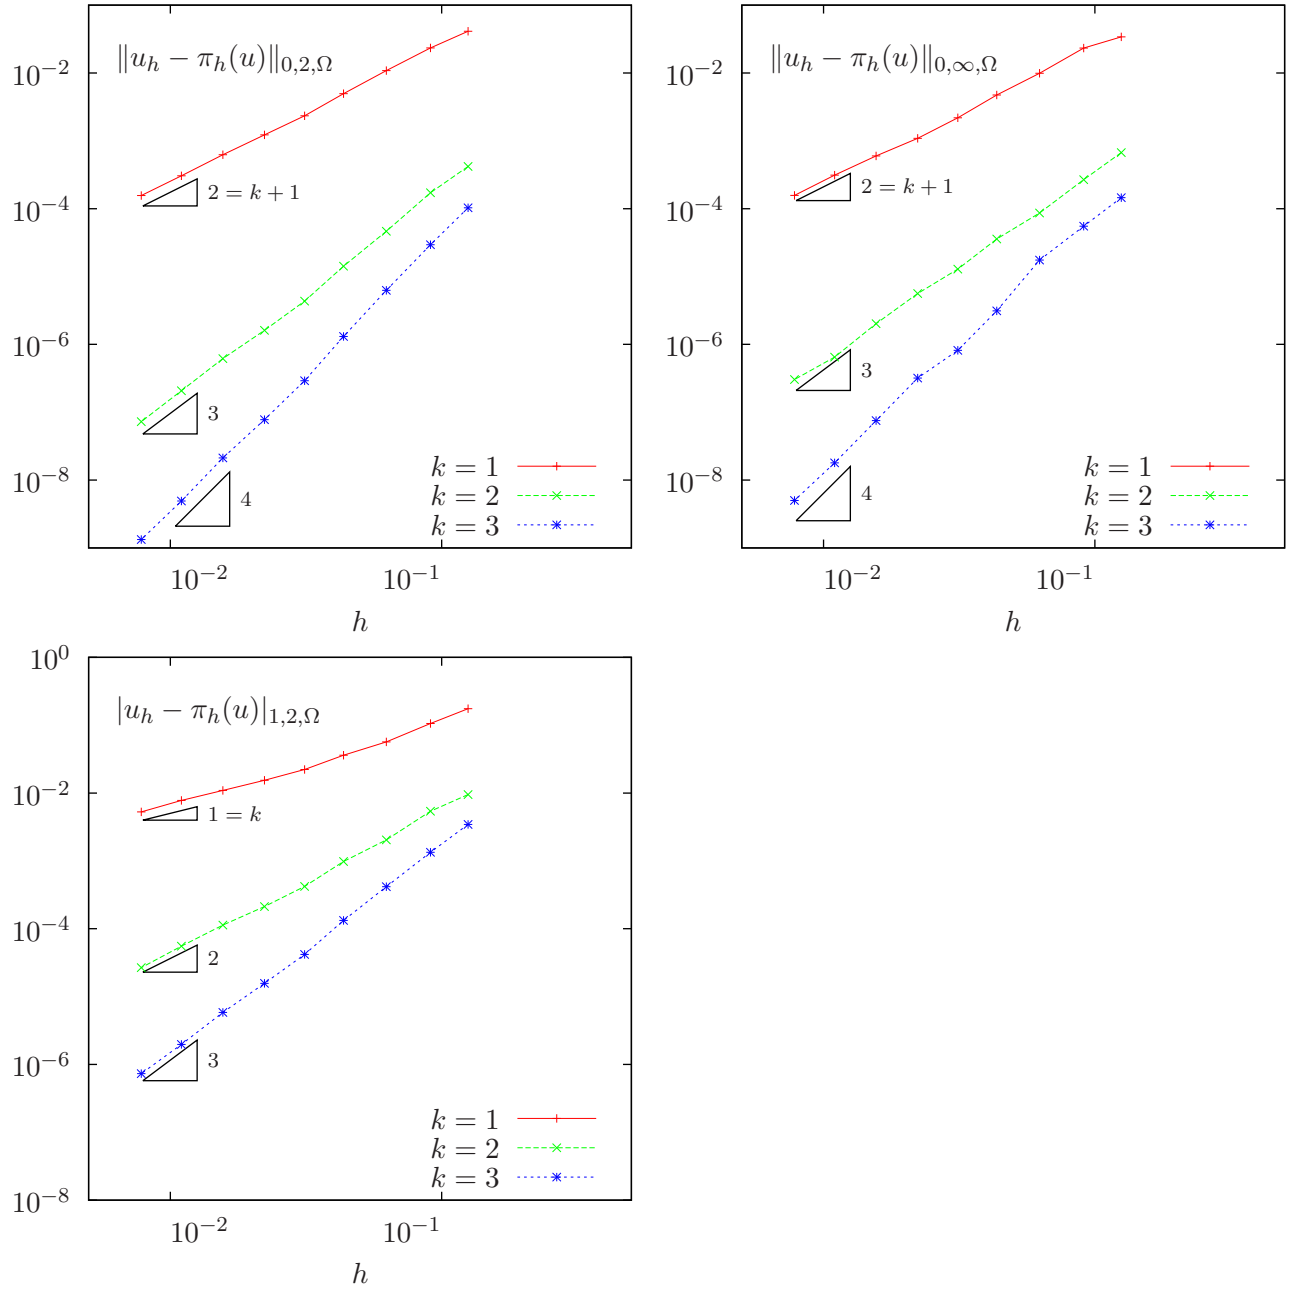 ‖u_h − π_h(u)‖_{0,2,Ω}
10^{−2}
2 = k + 1
10^{−4}
10^{−6}
3
10^{−8}
4
k = 1
k = 2
k = 3
10^{−2} 10^{−1}
h
‖u_h − π_h(u)‖_{0,∞,Ω}
10^{−2}
2 = k + 1
10^{−4}
10^{−6}
3
10^{−8}
4
k = 1
k = 2
k = 3
10^{−2} 10^{−1}
h
10^{0}
|u_h − π_h(u)|_{1,2,Ω}
10^{−2}
1 = k
10^{−4}
2
10^{−6}
3
k = 1
k = 2
k = 3
10^{−8}
10^{−2} 10^{−1}
h